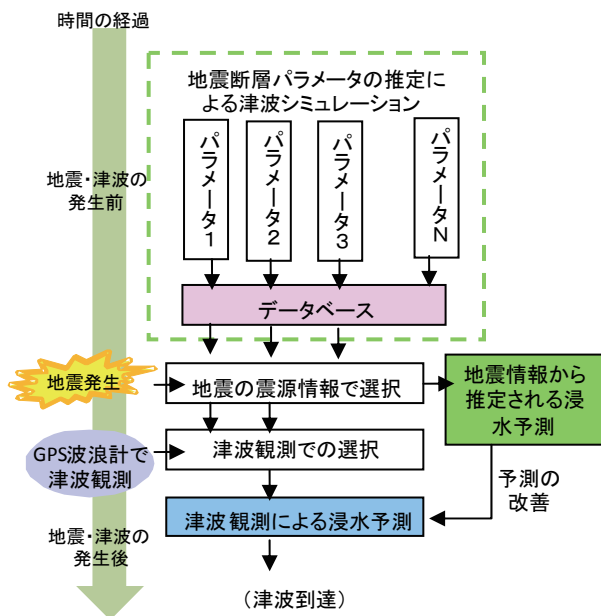 時間の経過
地震断層パラメータの推定に
よる津波シミュレーション
パラメータ1
パラメータ2
パラメータ3
パラメータN
地震・津波の
発生前
データベース
地震発生
地震の震源情報で選択
地震情報から
推定される浸
水予測
GPS波浪計で
津波観測
津波観測での選択
予測の
改善
津波観測による浸水予測
地震・津波の
発生後
（津波到達）